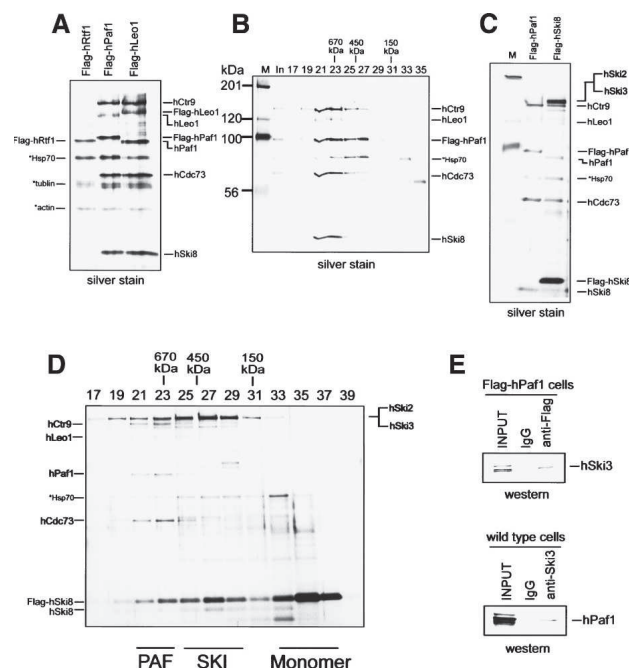 A
Flag-hRtf1
Flag-hPaf1
Flag-hLeo1
hCtr9
Flag-hLeo1
hLeo1
Flag-hRtf1
Flag-hPaf1
hPaf1
*Hsp70
hCdc73
*tublin
*actin
hSki8
silver stain
B
670 kDa
450 kDa
150 kDa
kDa
M In 17 19 21 23 25 27 29 31 33 35
201
120
100
56
hCtr9
hLeo1
Flag-hPaf1
*Hsp70
hCdc73
hSki8
silver stain
C
M
Flag-hPaf1
Flag-hSki8
hSki2
hSki3
hCtr9
hLeo1
Flag-hPaf
hPaf1
*Hsp70
hCdc73
Flag-hSki8
hSki8
silver stain
D
670 kDa
450 kDa
150 kDa
17 19 21 23 25 27 29 31 33 35 37 39
hSki2
hSki3
hCtr9
hLeo1
hPaf1
*Hsp70
hCdc73
Flag-hSki8
hSki8
PAF SKI Monomer
E
Flag-hPaf1 cells
INPUT
IgG
anti-Flag
hSki3
western
wild type cells
INPUT
IgG
anti-Ski3
hPaf1
western